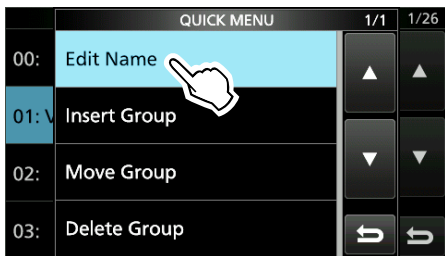 QUICK MENU 1/1 1/26
00: Edit Name
01: V Insert Group
02: Move Group
03: Delete Group